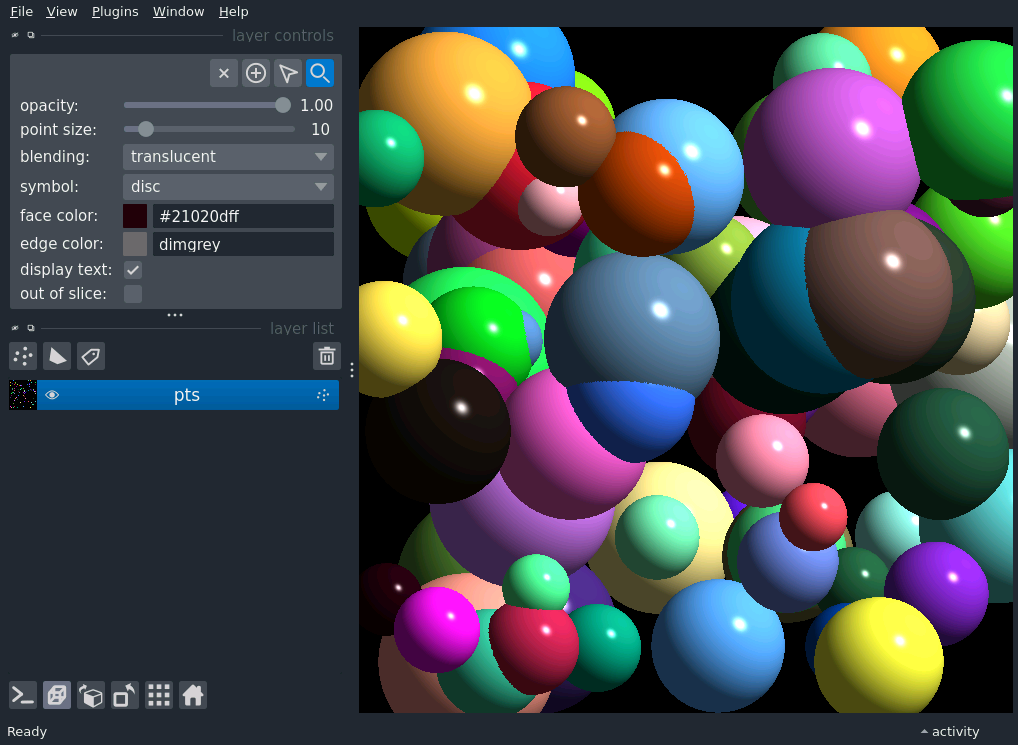 File View Plugins Window Help
layer controls
opacity: 1.00
point size: 10
blending: translucent
symbol: disc
face color: #21020dff
edge color: dimgrey
display text:
out of slice:
layer list
pts
Ready activity